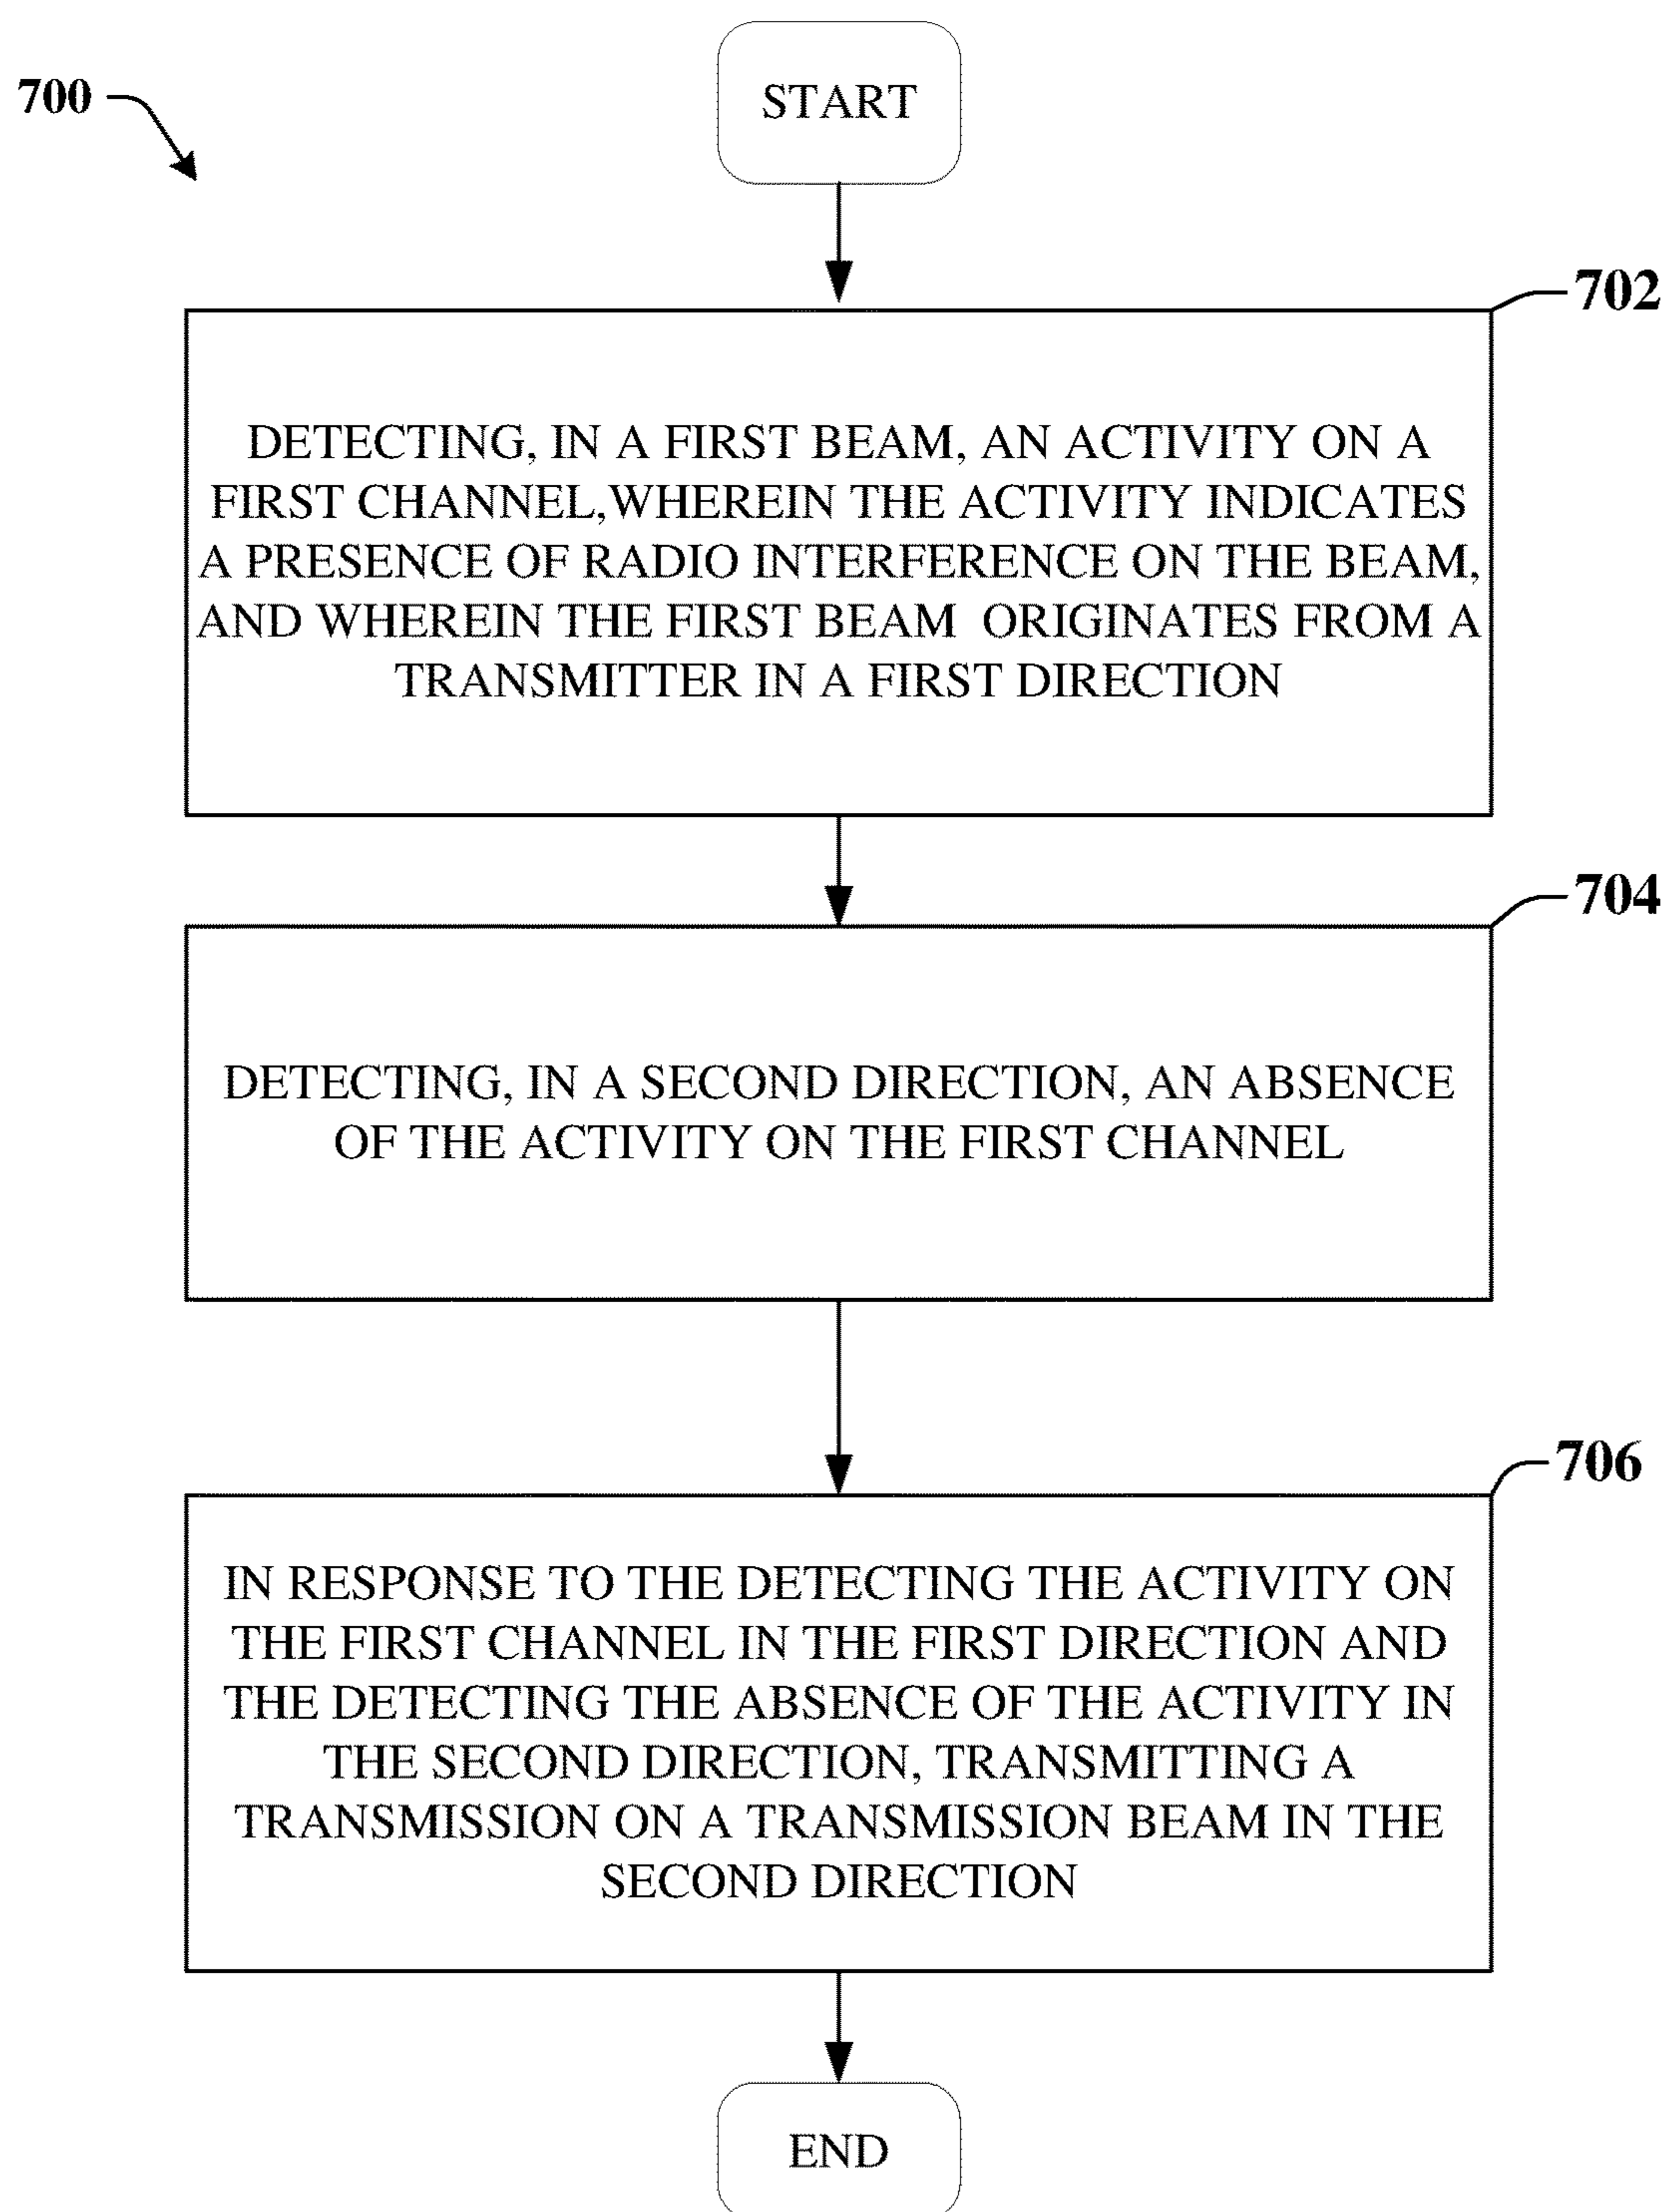 START
700
702
DETECTING, IN A FIRST BEAM, AN ACTIVITY ON A
FIRST CHANNEL,WHEREIN THE ACTIVITY INDICATES
A PRESENCE OF RADIO INTERFERENCE ON THE BEAM,
AND WHEREIN THE FIRST BEAM ORIGINATES FROM A
TRANSMITTER IN A FIRST DIRECTION
704
DETECTING, IN A SECOND DIRECTION, AN ABSENCE
OF THE ACTIVITY ON THE FIRST CHANNEL
706
IN RESPONSE TO THE DETECTING THE ACTIVITY ON
THE FIRST CHANNEL IN THE FIRST DIRECTION AND
THE DETECTING THE ABSENCE OF THE ACTIVITY IN
THE SECOND DIRECTION, TRANSMITTING A
TRANSMISSION ON A TRANSMISSION BEAM IN THE
SECOND DIRECTION
END